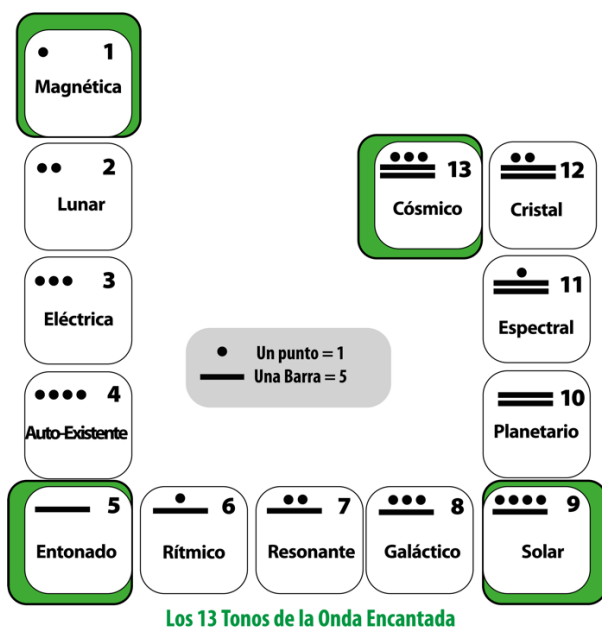 1
Magnética
2
Lunar
3
Eléctrica
4
Auto-Existente
5
Entonado
6
Rítmico
7
Resonante
8
Galáctico
9
Solar
10
Planetario
11
Espectral
12
Cristal
13
Cósmico
Un punto = 1
Una Barra = 5
Los 13 Tonos de la Onda Encantada